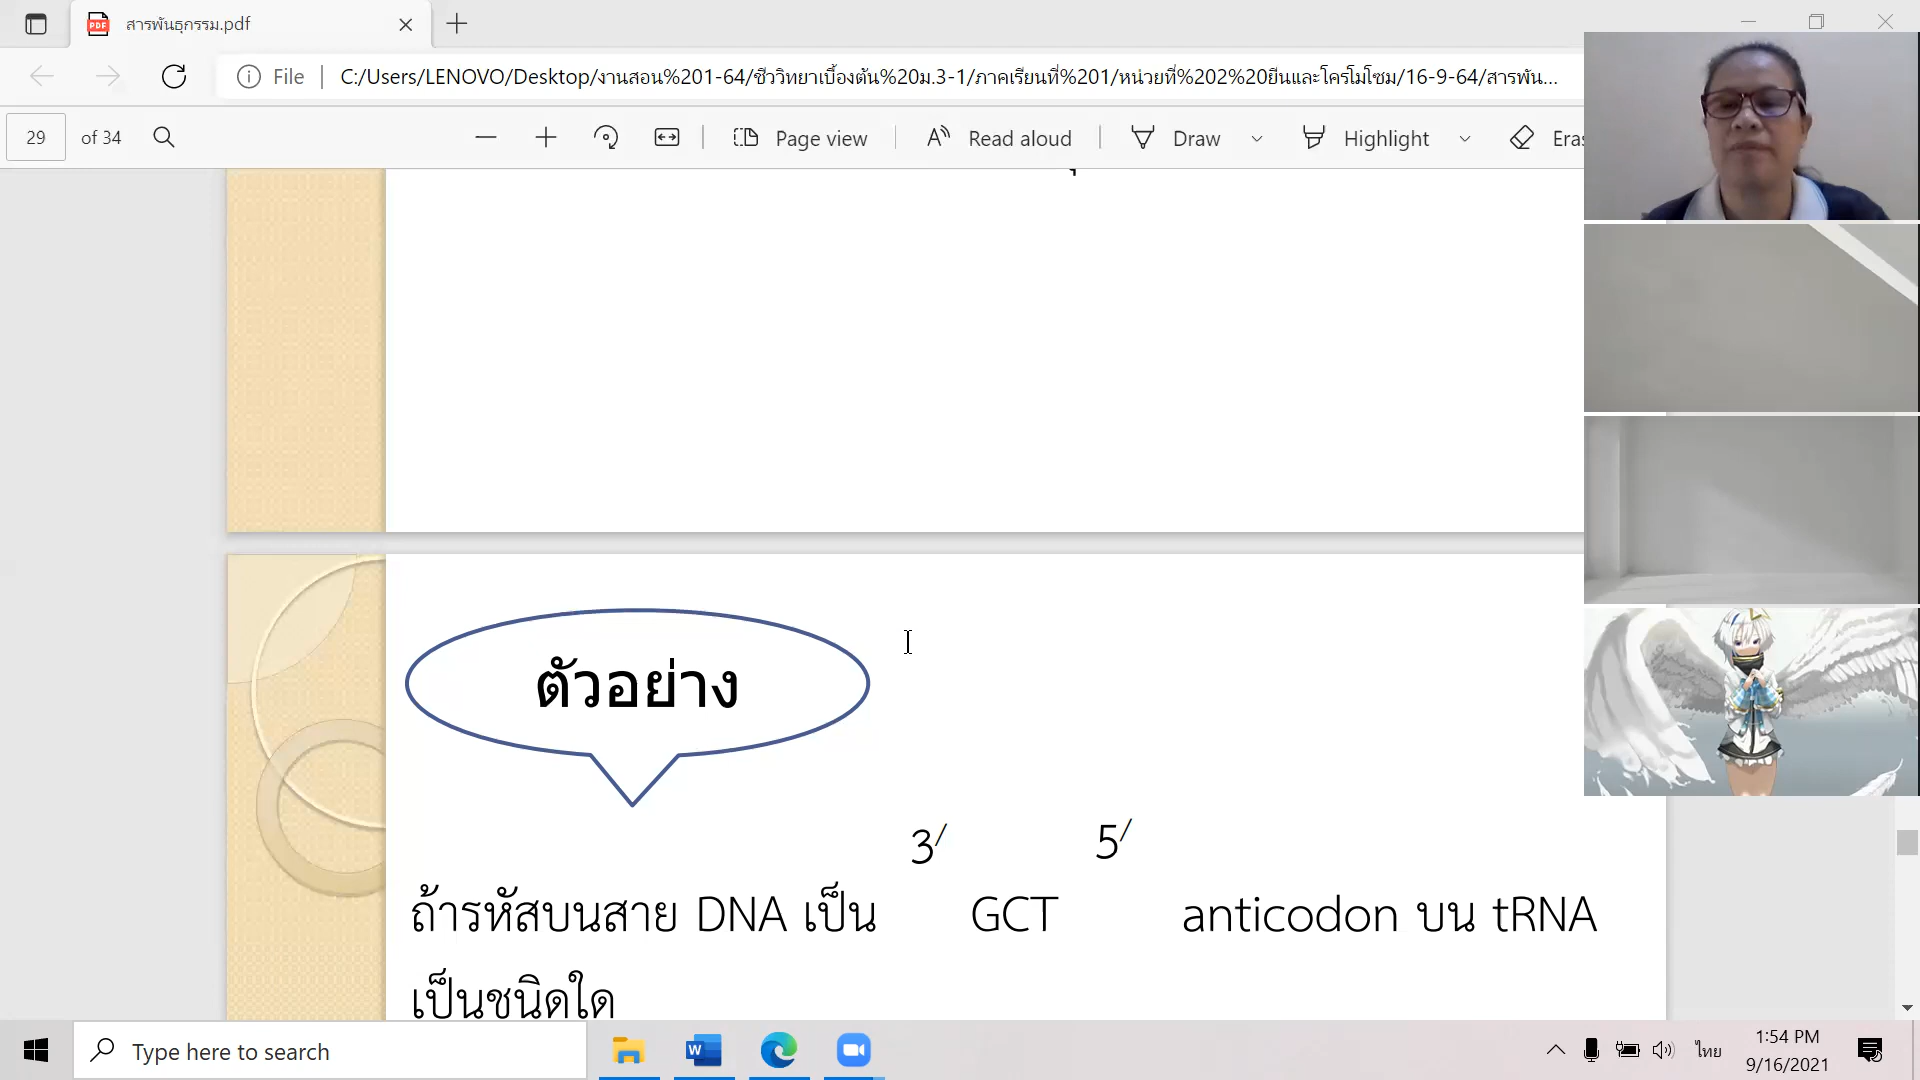 สารพันธุกรรม.pdf
File
C:/Users/LENOVO/Desktop/งานสอน%201-64/ชีววิทยาเบื้องต้น%20ม.3-1/ภาคเรียนที่%201/หน่วยที่%202%20ยีนและโครโมโซม/16-9-64/สารพัน...
29 of 34 Page view Read aloud Draw Highlight Eras
ตัวอย่าง
3/ 5/
ถ้ารหัสบนสาย DNA เป็น GCT anticodon บน tRNA
เป็นชนิดใด
Type here to search
ไทย
1:54 PM
9/16/2021